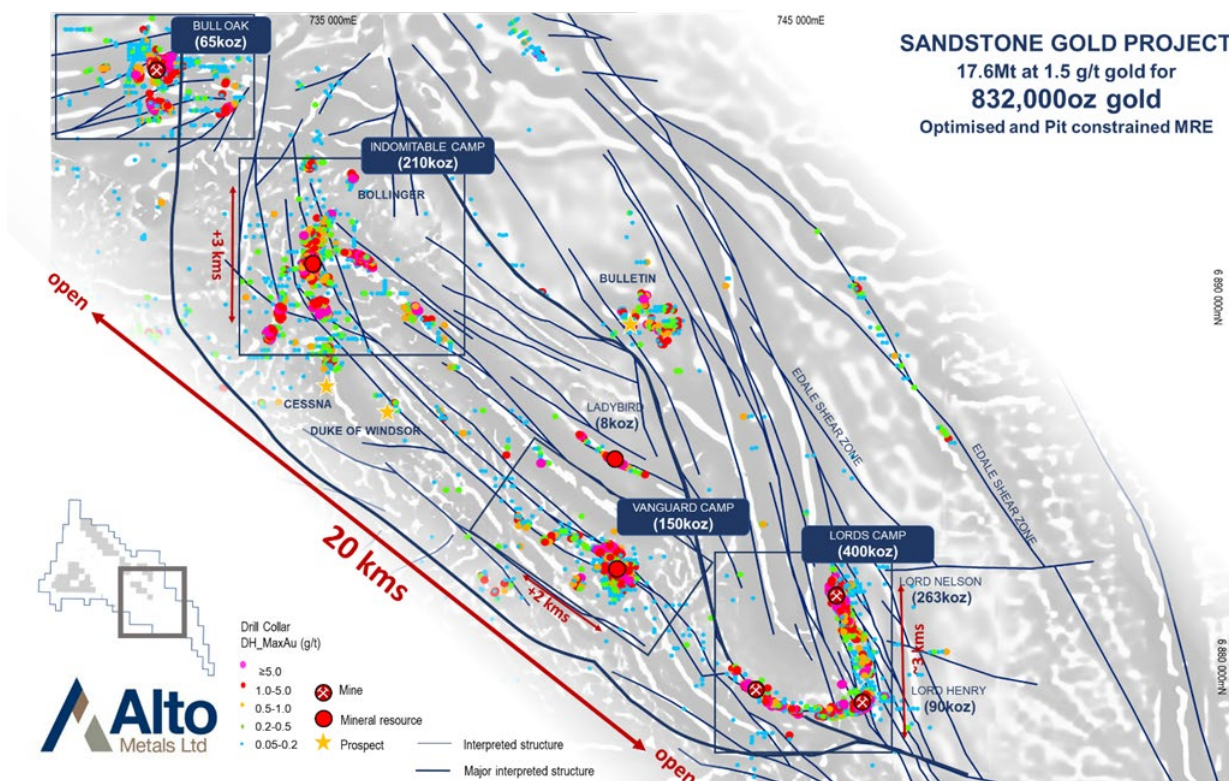 735 000mE
745 000mE
BULL OAK
(65koz)
SANDSTONE GOLD PROJECT
17.6Mt at 1.5 g/t gold for
832,000oz gold
Optimised and Pit constrained MRE
INDOMITABLE CAMP
(210koz)
BOLLINGER
+3 kms
open
BULLETIN
6 890 000mN
CESSNA
DUKE OF WINDSOR
LADYBIRD
(8koz)
EDALE SHEAR ZONE
EDALE SHEAR ZONE
20 kms
VANGUARD CAMP
(150koz)
+2 kms
LORDS CAMP
(400koz)
LORD NELSON
(263koz)
~3 kms
LORD HENRY
(90koz)
6 880 000mN
open
Drill Collar
DH_MaxAu (g/t)
≥5.0
1.0-5.0
0.5-1.0
0.2-0.5
0.05-0.2
Mine
Mineral resource
Prospect
Interpreted structure
Major interpreted structure
Alto
Metals Ltd